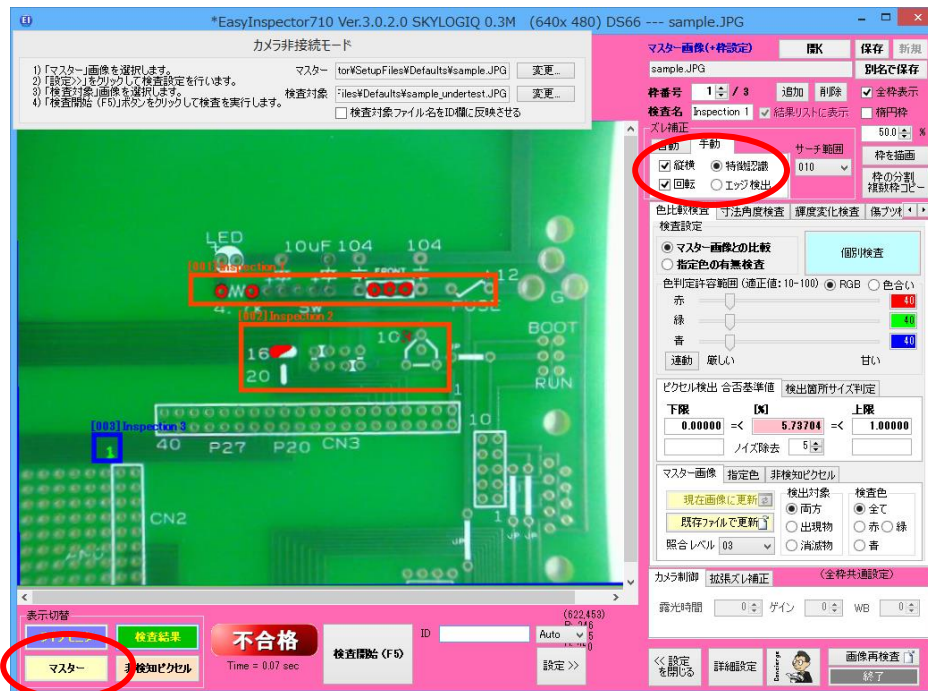 *EasyInspector710 Ver.3.0.2.0 SKYLOGIQ 0.3M (640x 480) DS66 --- sample.JPG
カメラ非接続モード
1)「マスター」画像を選択します。
2)「設定>>」をクリックして検査設定を行います。
3)「検査対象」画像を選択します。
4)「検査開始 (F5)」ボタンをクリックして検査を実行します。
マスター tor¥SetupFiles¥Defaults¥sample.JPG 変更...
検査対象 Files¥Defaults¥sample_undertest.JPG 変更...
検査対象ファイル名をID欄に反映させる
マスター画像(+枠設定) 開K 保存 新規
sample.JPG 別名で保存
枠番号 1 / 3 追加 削除 全枠表示
検査名 Inspection 1 結果リストに表示 楕円枠
ズレ補正 50.0 %
自動 手動 サーチ範囲 枠を描画
縦横 特徴認識 010
回転 エッジ検出 枠の分割
複数枠コピー
色比較検査 寸法角度検査 輝度変化検査 傷ブツ
検査設定
マスター画像との比較 個別検査
指定色の有無検査
色判定許容範囲 (適正値:10-100) RGB 色合い
赤 40
緑 40
青 40
連動 厳しい 甘い
ピクセル検出 合否基準値 検出箇所サイズ判定
下限 [%] 上限
0.00000 =< 5.73704 =< 1.00000
ノイズ除去 5
マスター画像 指定色 非検知ピクセル
現在画像に更新 検出対象 検査色
両方 全て
既存ファイルで更新 出現物 赤 緑
照合レベル 03 消滅物 青
カメラ制御 拡張ズレ補正 (全枠共通設定)
露光時間 0 ゲイン 0 WB 0
<< 設定
を閉じる 詳細設定 Concierge 画像再検査
終了
LED
10uF 104 104
[001] Inspection 1
FRONT 12
4.7K SW FUSE G
[002] Inspection 2
BOOT
16 10
20 RUN
1
[003] Inspection 3 10
1 40 P27 P20 CN3
CN2 1
表示切替 (622,453)
検査結果 不合格 ID Auto
検査開始 (F5)
マスター 非検知ピクセル Time = 0.07 sec 設定 >>